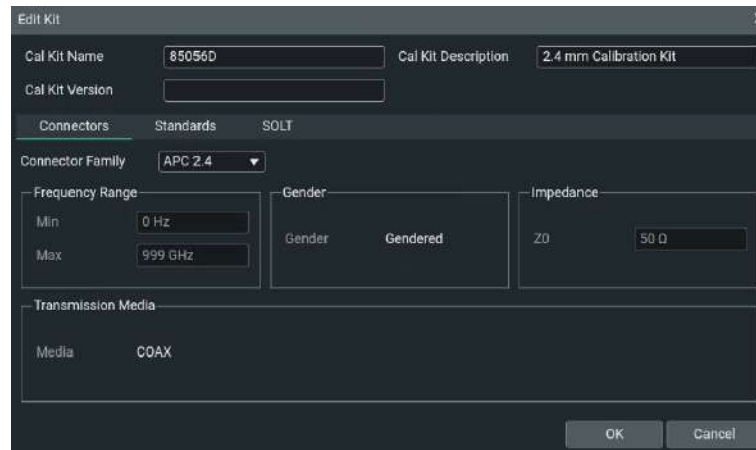 Edit Kit
Cal Kit Name 85056D Cal Kit Description 2.4 mm Calibration Kit
Cal Kit Version
Connectors Standards SOLT
Connector Family APC 2.4
Frequency Range Gender Impedance
Min 0 Hz
Gender Gendered Z0 50 Ω
Max 999 GHz
Transmission Media
Media COAX
OK Cancel